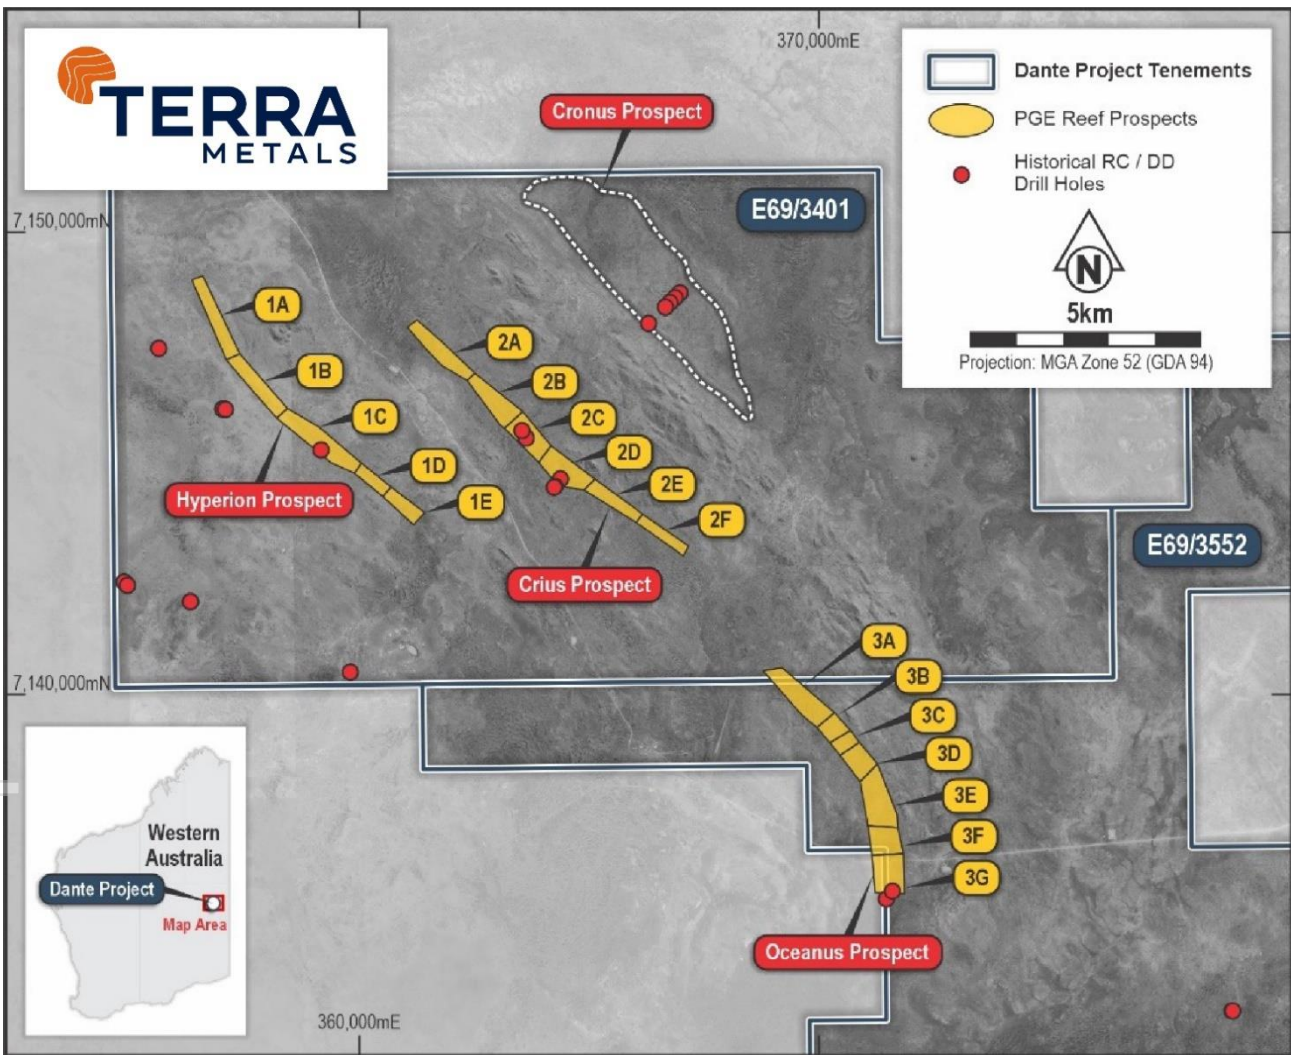 TERRA
METALS
370,000mE
Cronus Prospect
Dante Project Tenements
PGE Reef Prospects
Historical RC / DD
Drill Holes
N
5km
Projection: MGA Zone 52 (GDA 94)
E69/3401
7,150,000mN
1A
1B
1C
1D
1E
Hyperion Prospect
2A
2B
2C
2D
2E
2F
Crius Prospect
E69/3552
7,140,000mN
3A
3B
3C
3D
3E
3F
3G
Oceanus Prospect
Western
Australia
Dante Project
Map Area
360,000mE